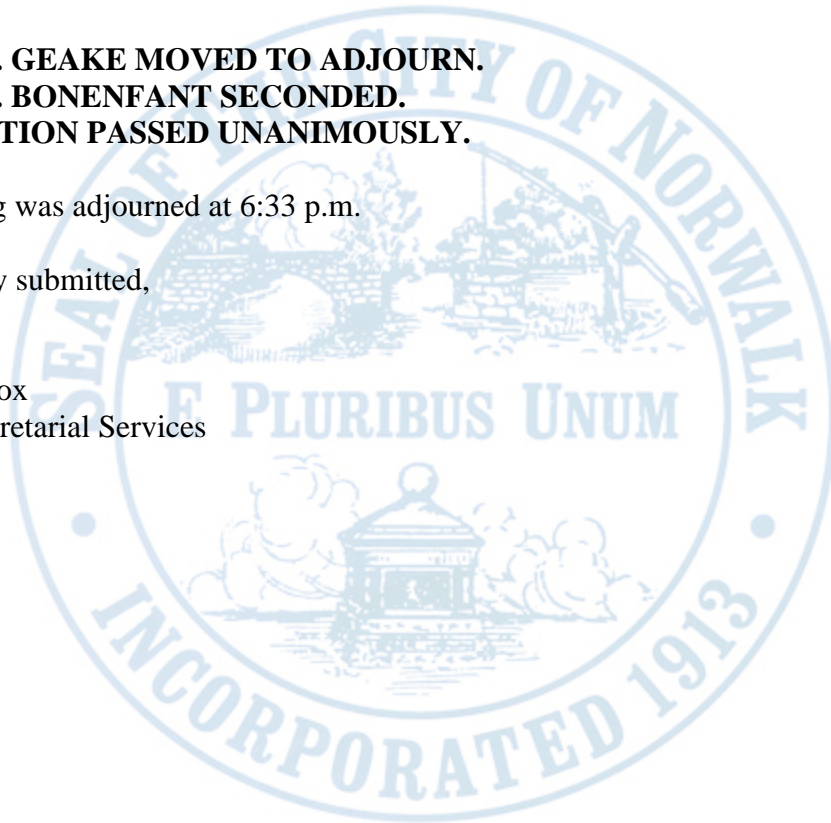 . GEAKE MOVED TO ADJOURN.
. BONENFANT SECONDED.
TION PASSED UNANIMOUSLY.
g was adjourned at 6:33 p.m.
y submitted,
ox
retarial Services
SEAL OF THE CITY OF NORWALK
E PLURIBUS UNUM
INCORPORATED 1913